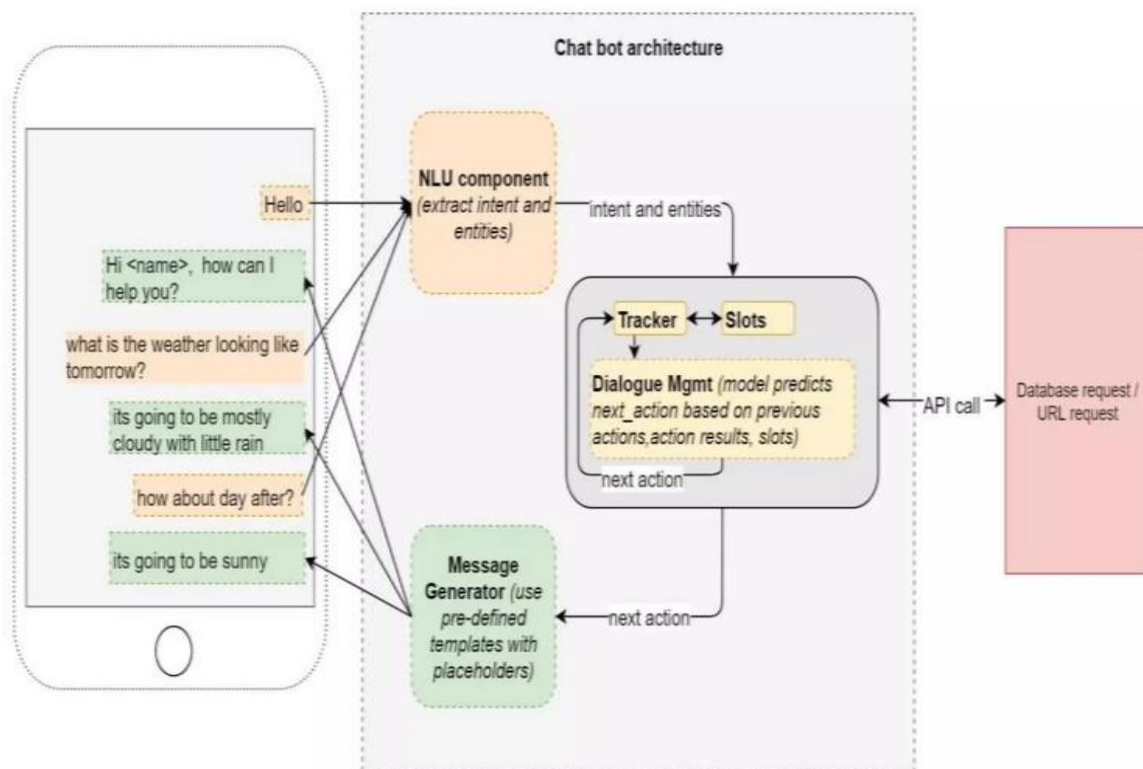 Chat bot architecture
Hello
Hi <name>, how can I
help you?
what is the weather looking like
tomorrow?
its going to be mostly
cloudy with little rain
how about day after?
its going to be sunny
NLU component
(extract intent and
entities)
intent and entities
Tracker
Slots
Dialogue Mgmt (model predicts
next_action based on previous
actions,action results, slots)
next action
API call
Database request /
URL request
next action
Message
Generator (use
pre-defined
templates with
placeholders)